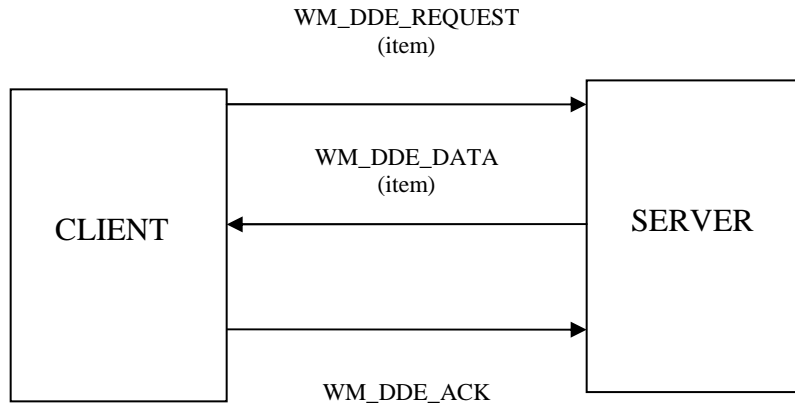 WM_DDE_REQUEST
(item)
WM_DDE_DATA
(item)
CLIENT
SERVER
WM_DDE_ACK